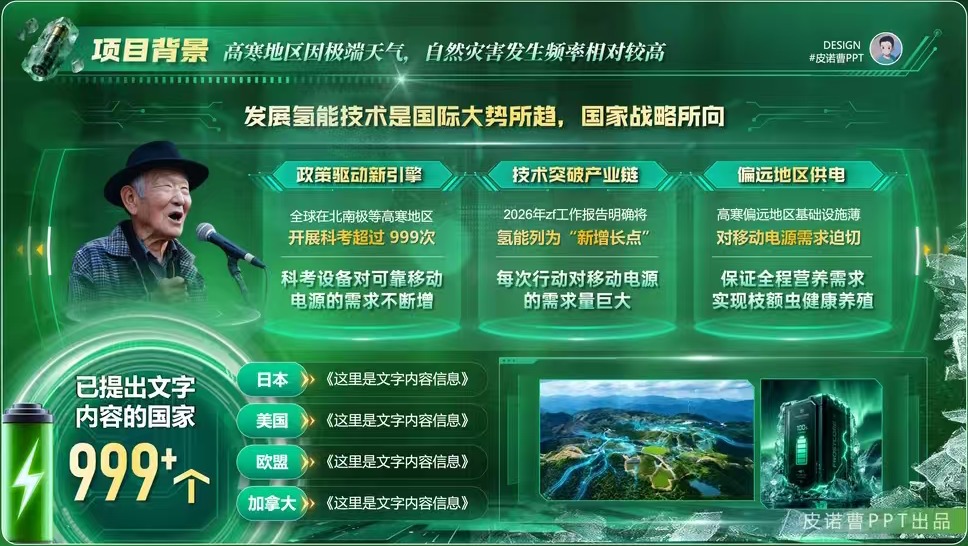 项目背景 高寒地区因极端天气，自然灾害发生频率相对较高
DESIGN
#皮诺曹PPT
发展氢能技术是国际大势所趋，国家战略所向
政策驱动新引擎
全球在北南极等高寒地区
开展科考超过 999次
科考设备对可靠移动
电源的需求不断增
技术突破产业链
2026年zf工作报告明确将
氢能列为“新增长点”
每次行动对移动电源
的需求量巨大
偏远地区供电
高寒偏远地区基础设施薄
对移动电源需求迫切
保证全程营养需求
实现枝额虫健康养殖
已提出文字
内容的国家
999+个
日本 《这里是文字内容信息》
美国 《这里是文字内容信息》
欧盟 《这里是文字内容信息》
加拿大 《这里是文字内容信息》
100%
皮诺曹PPT出品